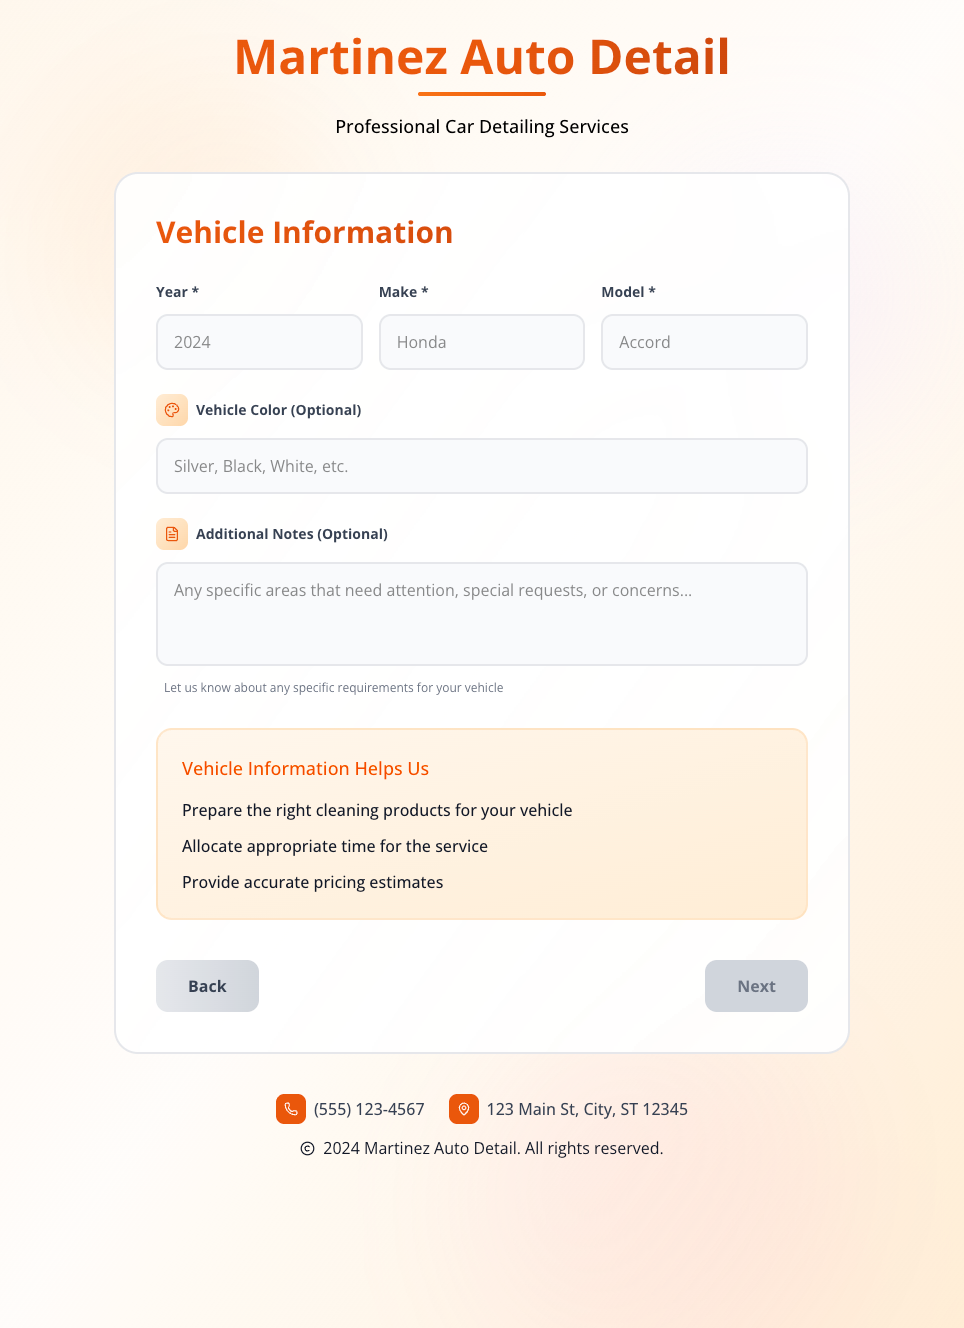 Martinez Auto Detail
Professional Car Detailing Services
Vehicle Information
Year * Make * Model *
2024 Honda Accord
Vehicle Color (Optional)
Silver, Black, White, etc.
Additional Notes (Optional)
Any specific areas that need attention, special requests, or concerns...
Let us know about any specific requirements for your vehicle
Vehicle Information Helps Us
Prepare the right cleaning products for your vehicle
Allocate appropriate time for the service
Provide accurate pricing estimates
Back Next
(555) 123-4567 123 Main St, City, ST 12345
© 2024 Martinez Auto Detail. All rights reserved.